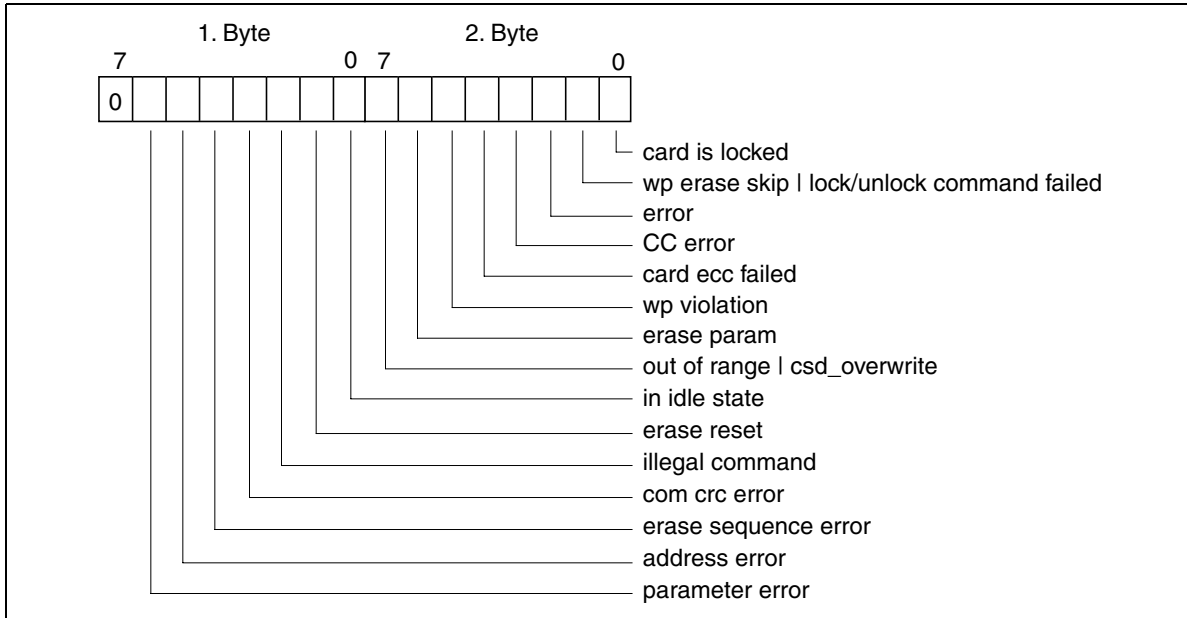 1. Byte 2. Byte
7 0 7 0
0
card is locked
wp erase skip | lock/unlock command failed
error
CC error
card ecc failed
wp violation
erase param
out of range | csd_overwrite
in idle state
erase reset
illegal command
com crc error
erase sequence error
address error
parameter error